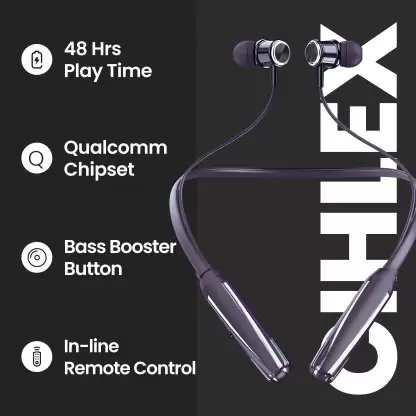 48 Hrs
Play Time
Q
Qualcomm
Chipset
Bass Booster
Button
In-line
Remote Control
CIHLEX